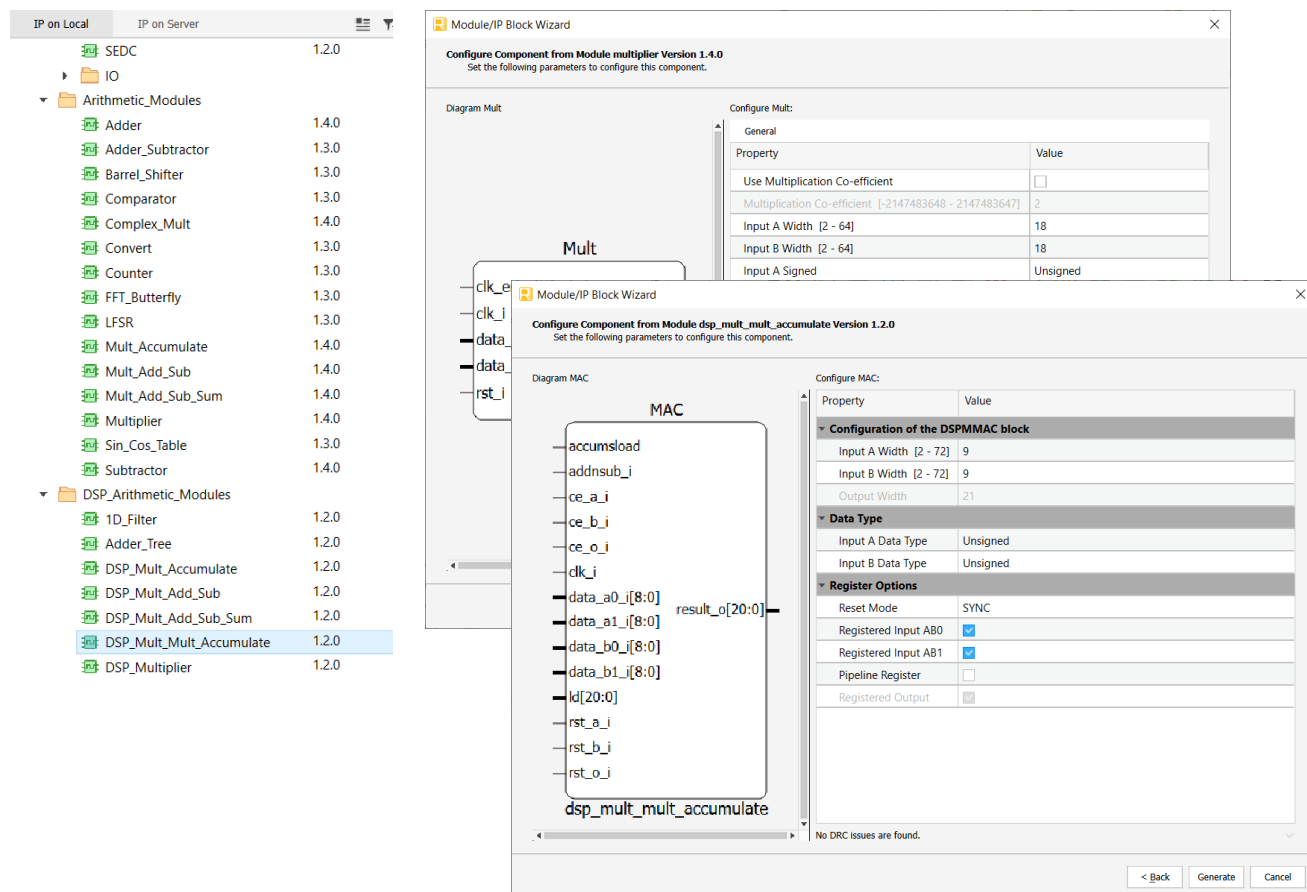 IP on Local IP on Server
SEDC 1.2.0
IO
Arithmetic_Modules
Adder 1.4.0
Adder_Subtractor 1.3.0
Barrel_Shifter 1.3.0
Comparator 1.3.0
Complex_Mult 1.4.0
Convert 1.3.0
Counter 1.3.0
FFT_Butterfly 1.3.0
LFSR 1.3.0
Mult_Accumulate 1.4.0
Mult_Add_Sub 1.4.0
Mult_Add_Sub_Sum 1.4.0
Multiplier 1.4.0
Sin_Cos_Table 1.3.0
Subtractor 1.4.0
DSP_Arithmetic_Modules
1D_Filter 1.2.0
Adder_Tree 1.2.0
DSP_Mult_Accumulate 1.2.0
DSP_Mult_Add_Sub 1.2.0
DSP_Mult_Add_Sub_Sum 1.2.0
DSP_Mult_Mult_Accumulate 1.2.0
DSP_Multiplier 1.2.0
Module/IP Block Wizard
Configure Component from Module multiplier Version 1.4.0
Set the following parameters to configure this component.
Diagram Mult
Mult
clk_e
clk_i
data_
data_
rst_i
Configure Mult:
General
Property Value
Use Multiplication Co-efficient
Multiplication Co-efficient [-2147483648 - 2147483647] 2
Input A Width [2 - 64] 18
Input B Width [2 - 64] 18
Input A Signed Unsigned
Module/IP Block Wizard
Configure Component from Module dsp_mult_mult_accumulate Version 1.2.0
Set the following parameters to configure this component.
Diagram MAC
MAC
accumsload
addnsub_i
ce_a_i
ce_b_i
ce_o_i
clk_i
data_a0_i[8:0]
result_o[20:0]
data_a1_i[8:0]
data_b0_i[8:0]
data_b1_i[8:0]
ld[20:0]
rst_a_i
rst_b_i
rst_o_i
dsp_mult_mult_accumulate
Configure MAC:
Property Value
Configuration of the DSPMMAC block
Input A Width [2 - 72] 9
Input B Width [2 - 72] 9
Output Width 21
Data Type
Input A Data Type Unsigned
Input B Data Type Unsigned
Register Options
Reset Mode SYNC
Registered Input AB0
Registered Input AB1
Pipeline Register
Registered Output
No DRC issues are found.
< Back Generate Cancel